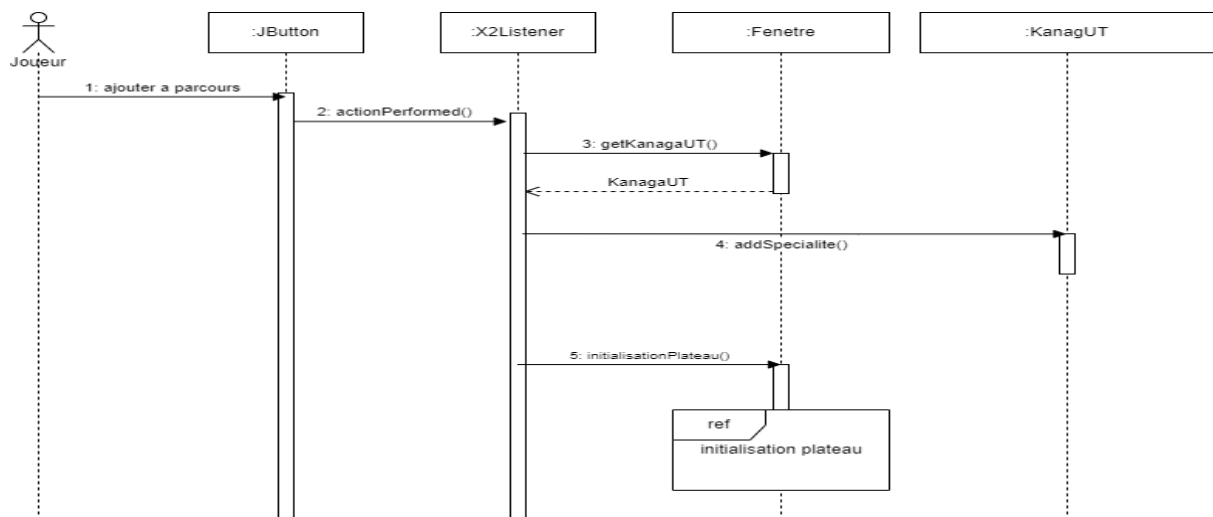 :JButton
:X2Listener
:Fenetre
:KanagUT
Joueur
1: ajouter a parcours
2: actionPerformed()
3: getKanagaUT()
KanagaUT
4: addSpecialite()
5: initialisationPlateau()
ref
initialisation plateau